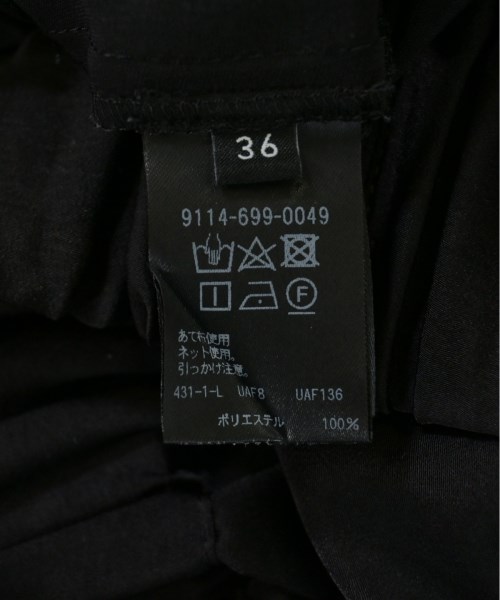 36
9114-699-0049
F
あて布使用
ネット使用。
引っかけ注意。
431-1-L UAF8 UAF136
ポリエステル 100%